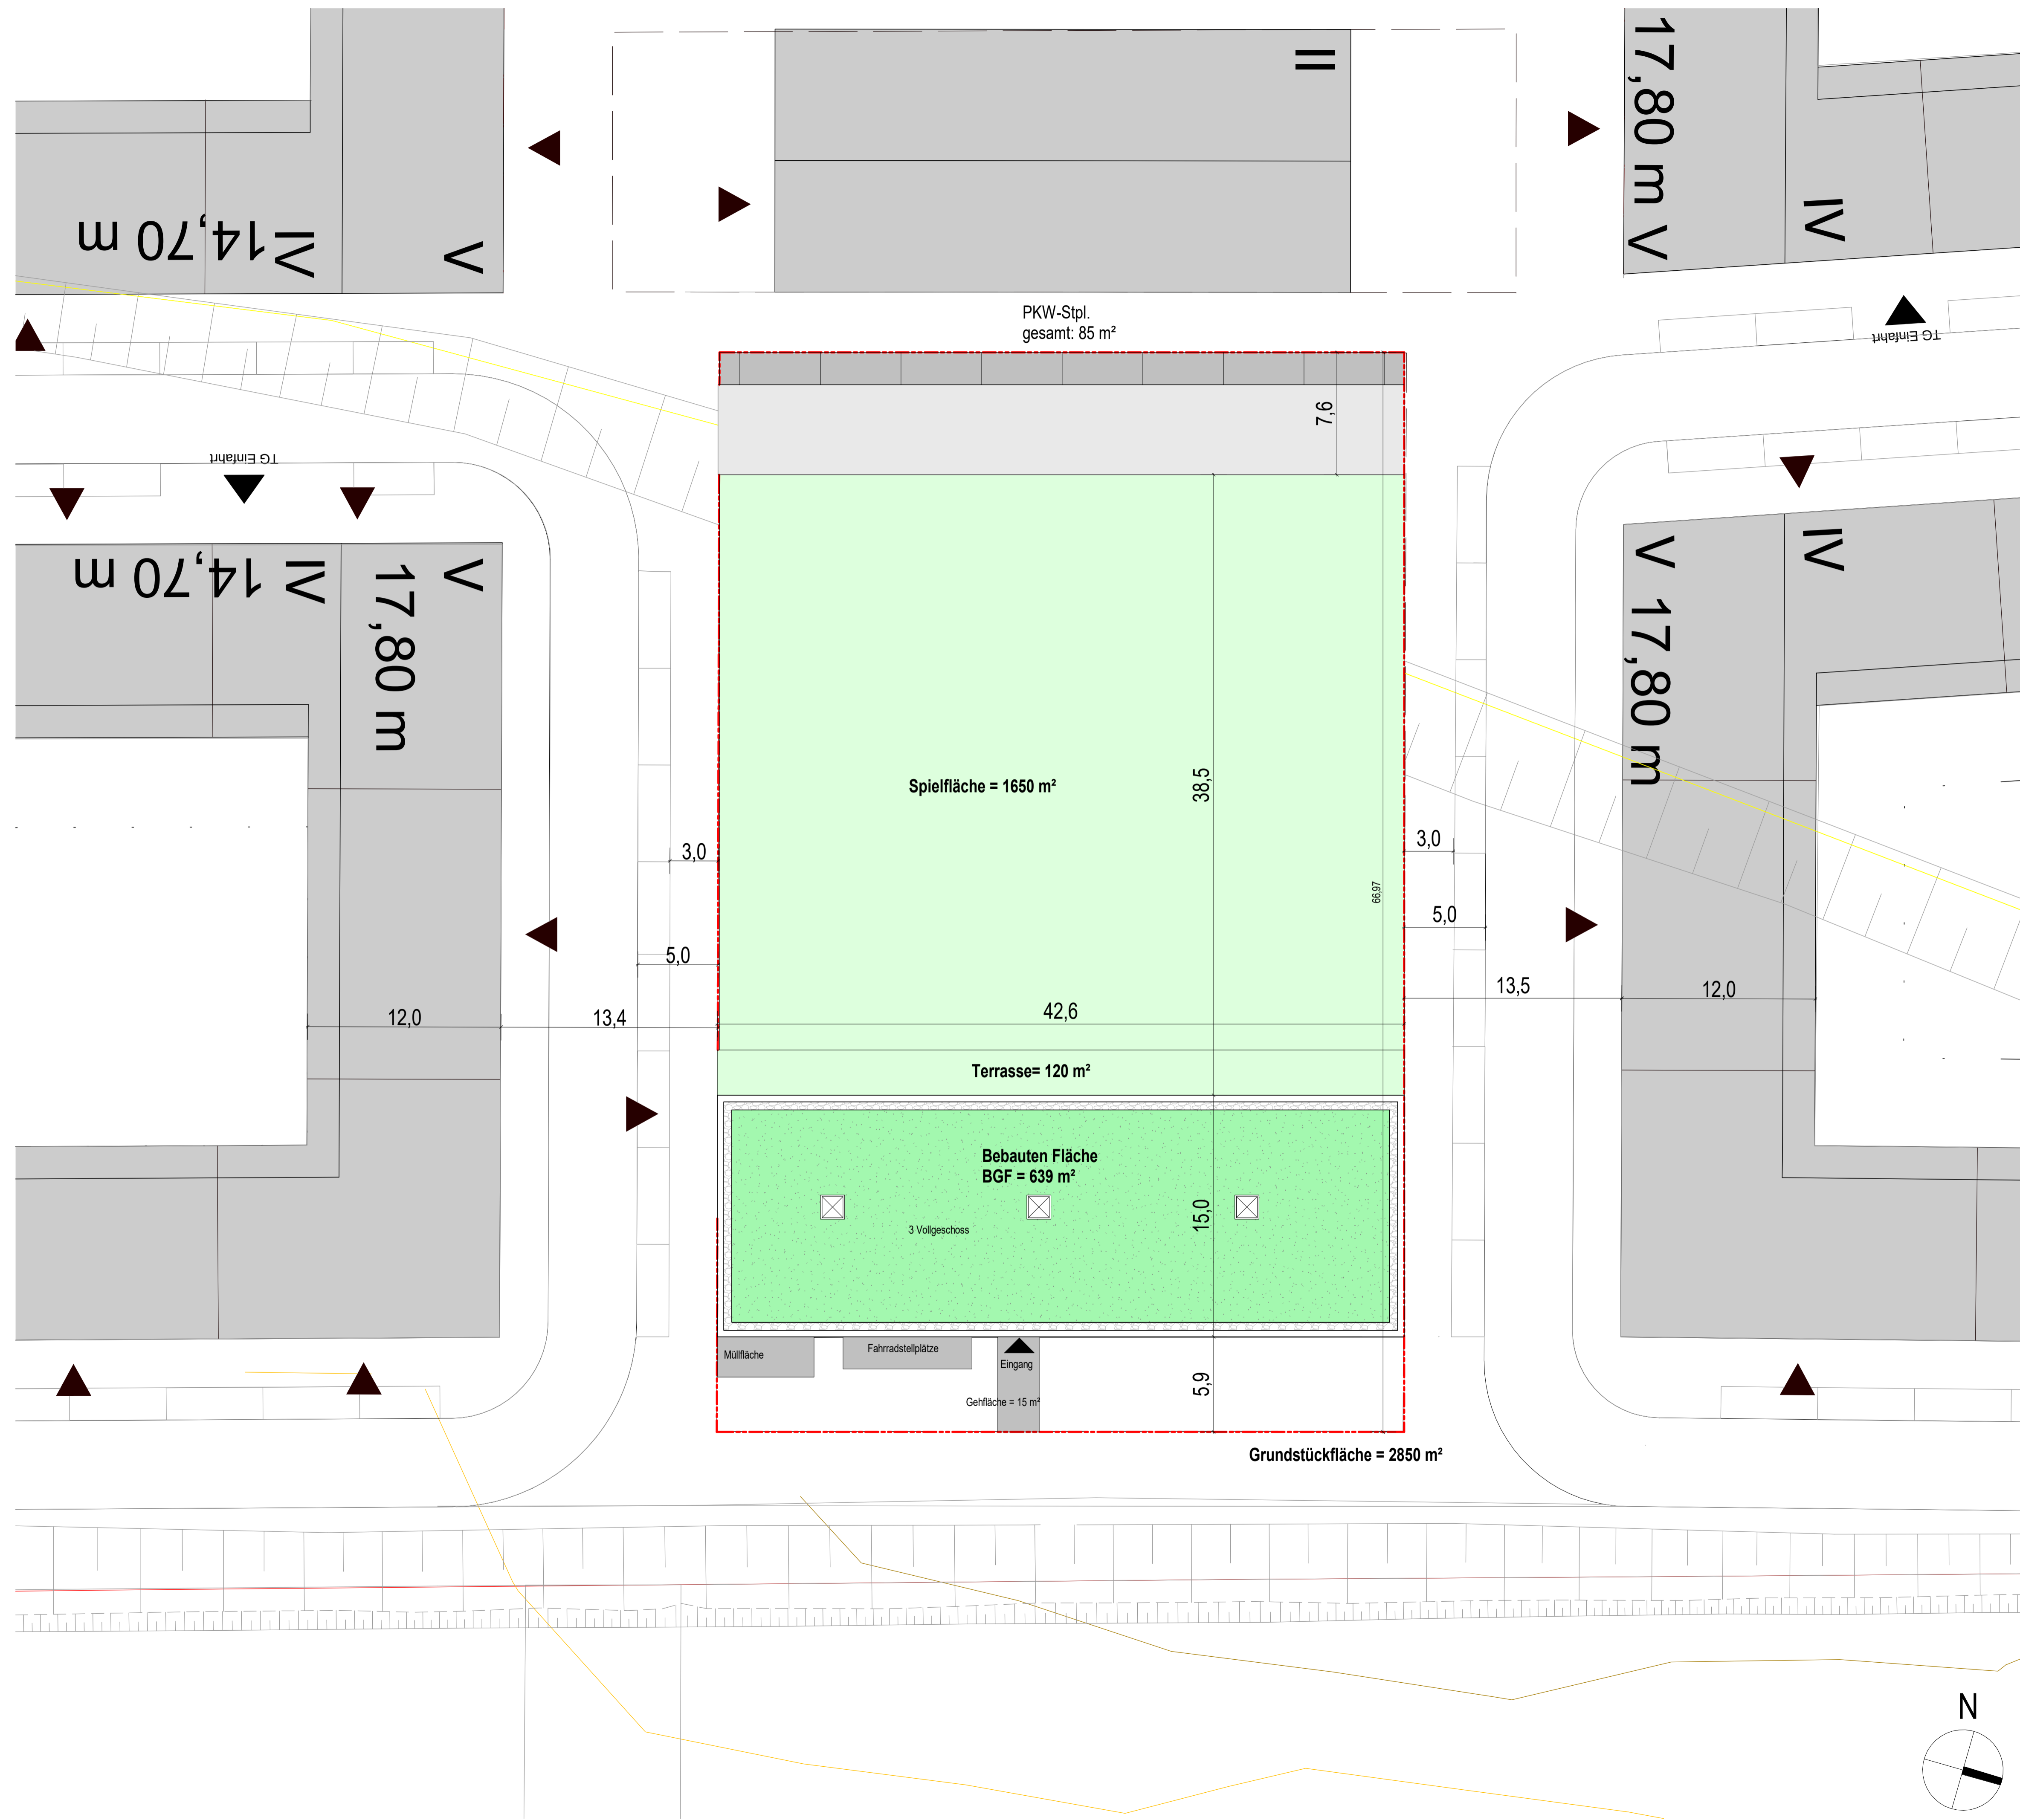 II
17,80 m V
IV
14,70 m
IV
V
PKW-Stpl.
gesamt: 85 m²
TG Einfahrt
7,6
TG Einfahrt
14,70 m
IV
V
17,80 m
V 17,80 m
IV
Spielfläche = 1650 m²
38,5
3,0
3,0
66,97
5,0
5,0
13,5
12,0
12,0
13,4
42,6
Terrasse= 120 m²
Bebauten Fläche
BGF = 639 m²
15,0
3 Vollgeschoss
Müllfläche
Fahrradstellplätze
Eingang
5,9
Gehfläche = 15 m²
Grundstückfläche = 2850 m²
N